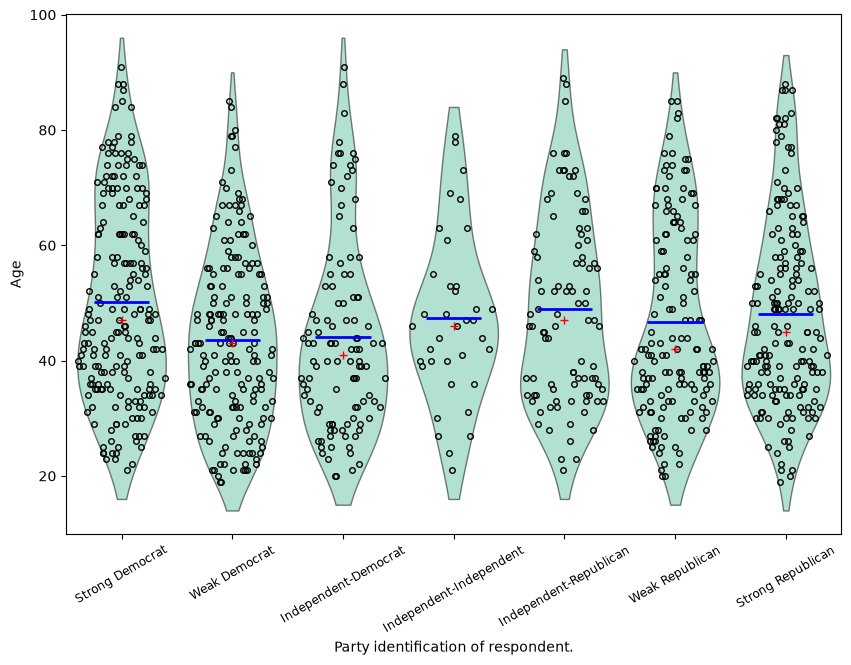 100
80
60
40
20
Age
Strong Democrat
Weak Democrat
Independent-Democrat
Independent-Independent
Independent-Republican
Weak Republican
Strong Republican
Party identification of respondent.